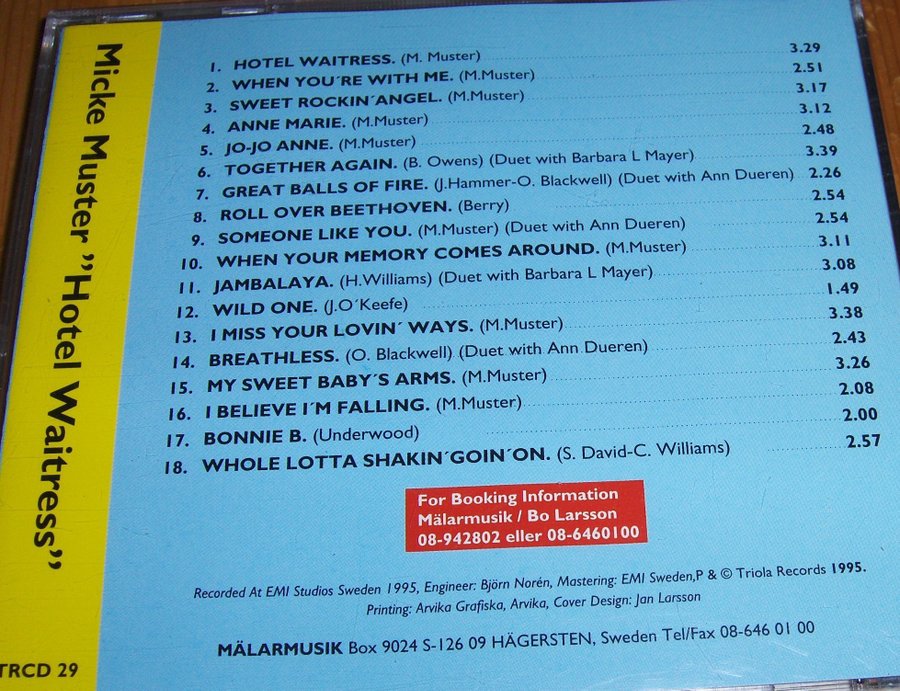 Micke Muster ”Hotel Waitress”
TRCD 29
1. HOTEL WAITRESS. (M. Muster) 3.29
2. WHEN YOU´RE WITH ME. (M.Muster) 2.51
3. SWEET ROCKIN´ANGEL. (M.Muster) 3.17
4. ANNE MARIE. (M.Muster) 3.12
5. JO-JO ANNE. (M.Muster) 2.48
6. TOGETHER AGAIN. (B. Owens) (Duet with Barbara L Mayer) 3.39
7. GREAT BALLS OF FIRE. (J.Hammer-O. Blackwell) (Duet with Ann Dueren) 2.26
8. ROLL OVER BEETHOVEN. (Berry) 2.54
9. SOMEONE LIKE YOU. (M.Muster) (Duet with Ann Dueren) 2.54
10. WHEN YOUR MEMORY COMES AROUND. (M.Muster) 3.11
11. JAMBALAYA. (H.Williams) (Duet with Barbara L Mayer) 3.08
12. WILD ONE. (J.O´Keefe) 1.49
13. I MISS YOUR LOVIN´ WAYS. (M.Muster) 3.38
14. BREATHLESS. (O. Blackwell) (Duet with Ann Dueren) 2.43
15. MY SWEET BABY´S ARMS. (M.Muster) 3.26
16. I BELIEVE I´M FALLING. (M.Muster) 2.08
17. BONNIE B. (Underwood) 2.00
18. WHOLE LOTTA SHAKIN´GOIN´ON. (S. David-C. Williams) 2.57
For Booking Information
Mälarmusik / Bo Larsson
08-942802 eller 08-6460100
Recorded At EMI Studios Sweden 1995, Engineer: Björn Norén, Mastering: EMI Sweden,P & © Triola Records 1995.
Printing: Arvika Grafiska, Arvika, Cover Design: Jan Larsson
MÄLARMUSIK Box 9024 S-126 09 HÄGERSTEN, Sweden Tel/Fax 08-646 01 00